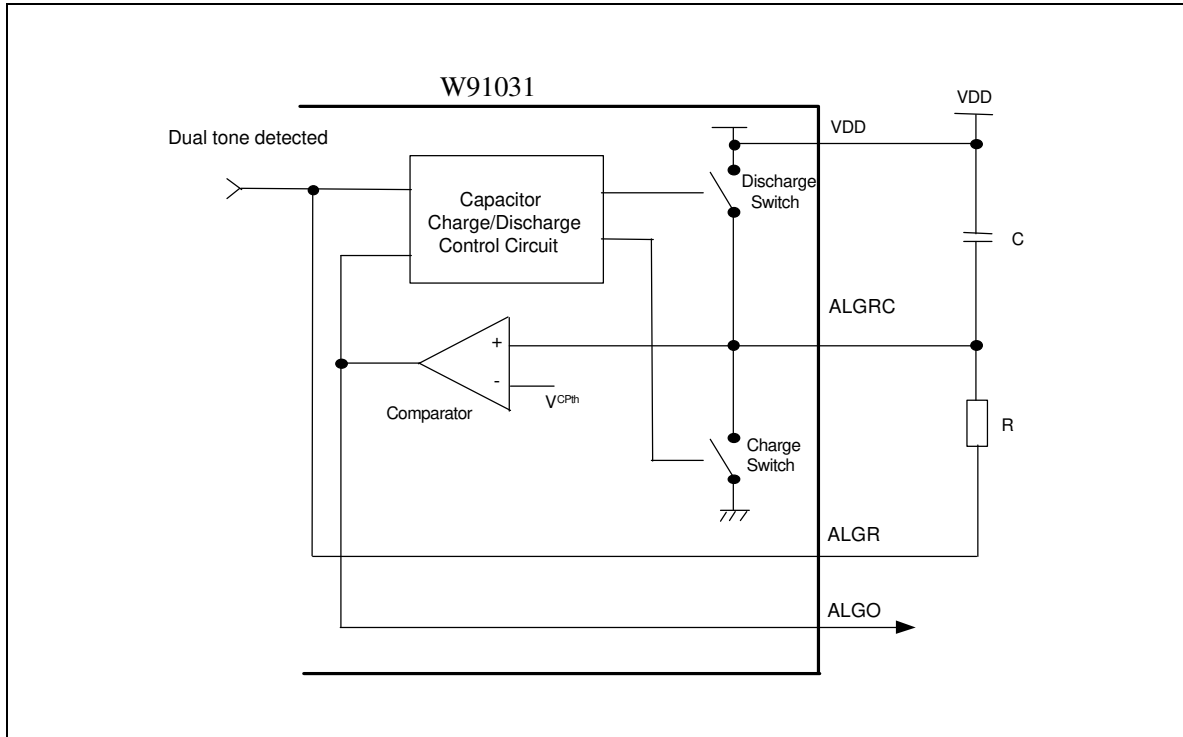 W91031
VDD
VDD
Dual tone detected
Capacitor
Charge/Discharge
Control Circuit
Discharge
Switch
C
ALGRC
+
-
VCPth
Comparator
Charge
Switch
R
ALGR
ALGO